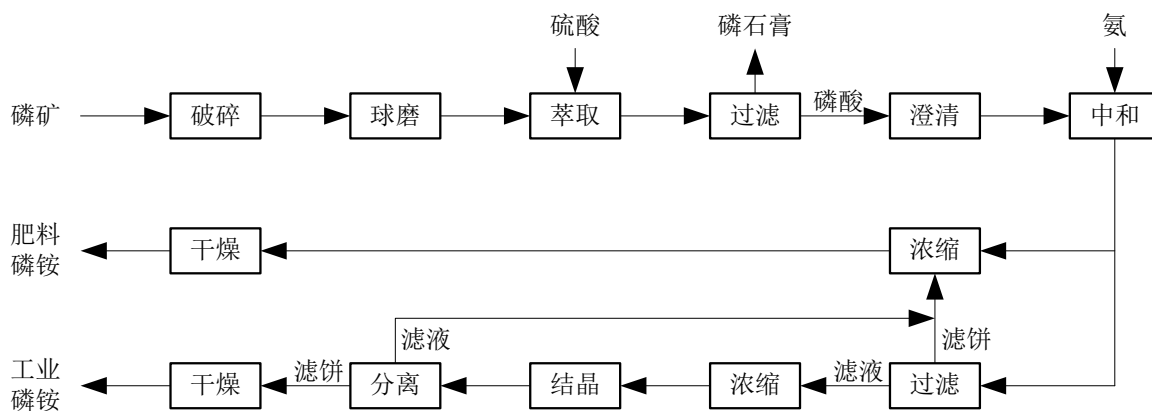 硫酸
磷石膏
氨
磷矿
破碎
球磨
萃取
过滤
磷酸
澄清
中和
肥料
磷铵
干燥
浓缩
滤液
滤饼
工业
磷铵
干燥
滤饼
分离
结晶
浓缩
滤液
过滤